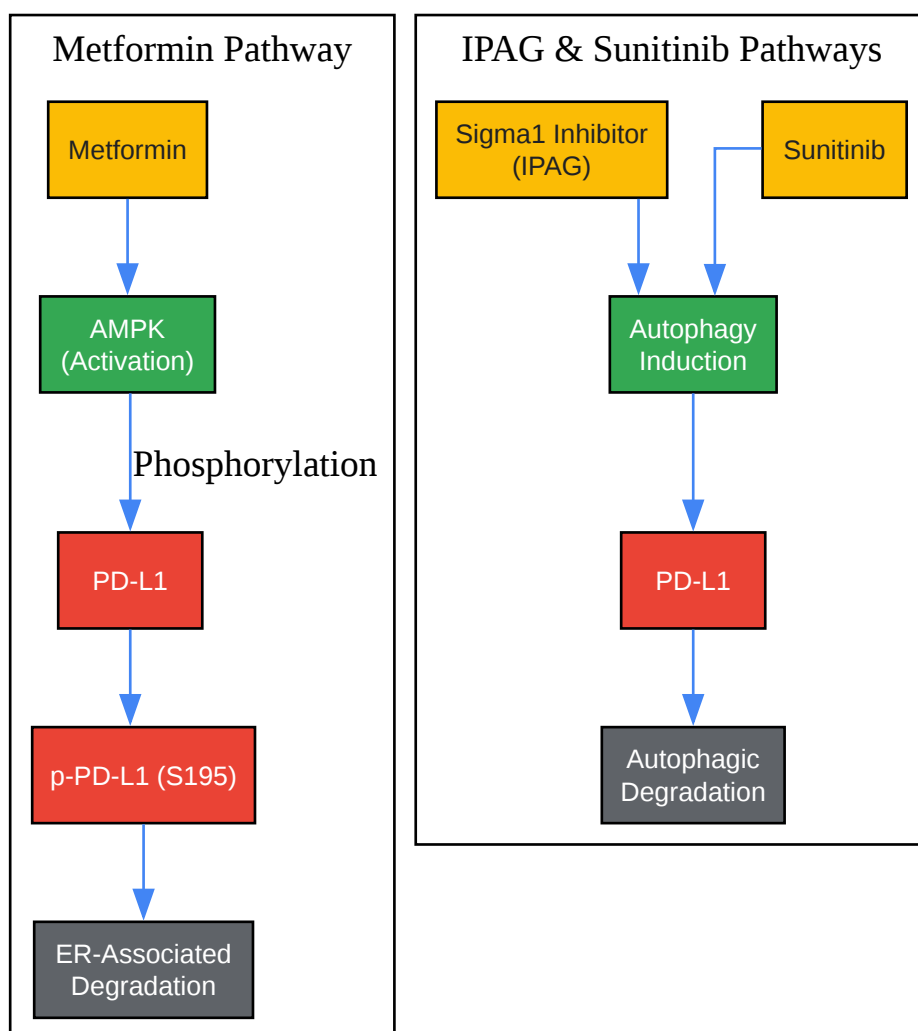 Metformin Pathway
Metformin
AMPK
(Activation)
Phosphorylation
PD-L1
p-PD-L1 (S195)
ER-Associated
Degradation
IPAG & Sunitinib Pathways
Sigma1 Inhibitor
(IPAG)
Sunitinib
Autophagy
Induction
PD-L1
Autophagic
Degradation